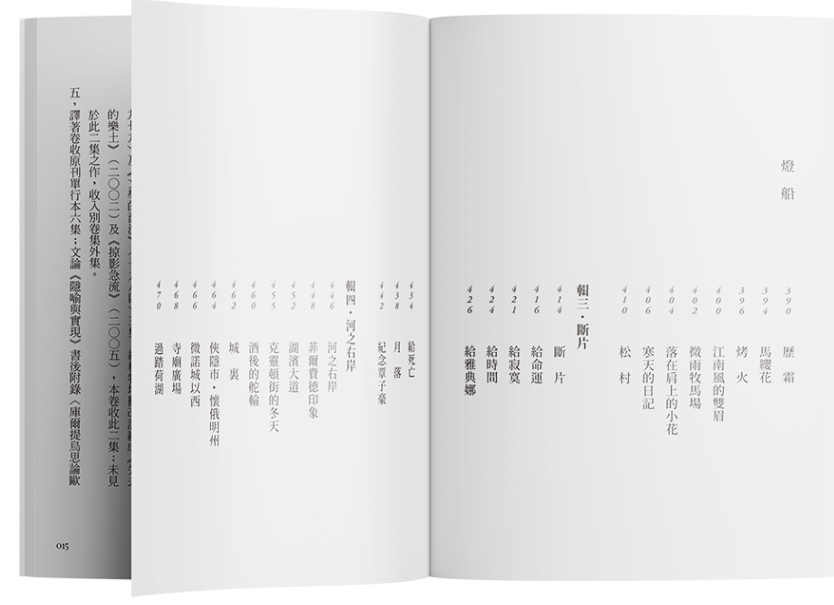 燈船
390 歷霜
394 馬纓花
396 烤火
400 江南風的雙眉
402 微雨牧馬場
404 落在肩上的小花
406 寒天的日記
410 松村
輯三・斷片
414 斷片
416 給命運
421 給寂寞
424 給時間
426 給雅典娜
434 給死亡
438 月落
442 紀念覃子豪
輯四・河之右岸
446 河之右岸
448 菲爾費德印象
452 湖濱大道
455 克靈頓街的冬天
460 酒後的舵輪
462 城裏
464 俠隱市・懷俄明州
466 微諾城以西
468 寺廟廣場
470 過踏荷湖
的樂土》（二〇〇二）及《掠影急流》（二〇〇五），本卷收此二集；未見
於此二集之作，收入別卷集外集。
五，譯著卷收原刊單行本六集；文論《隱喻與實現》書後附錄〈庫爾提烏思論歐
015